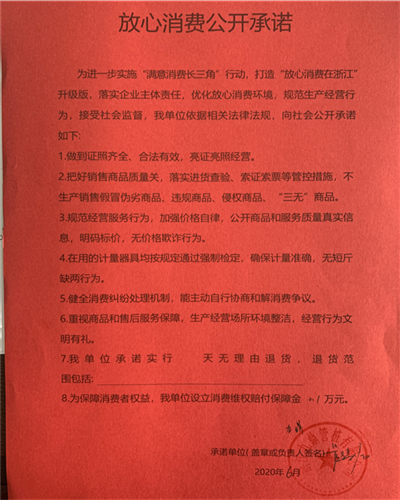 放心消费公开承诺
为进一步实施“满意消费长三角”行动，打造“放心消费在浙江”
升级版，落实企业主体责任，优化放心消费环境，规范生产经营行
为，接受社会监督，我单位依据相关法律法规，向社会公开承诺
如下：
1.做到证照齐全、合法有效，亮证亮照经营。
2.把好销售商品质量关，落实进货查验、索证索票等管控措施，不
生产销售假冒伪劣商品，违规商品、侵权商品、“三无”商品。
3.规范经营服务行为，加强价格自律，公开商品和服务质量真实信
息，明码标价，无价格欺诈行为。
4.在用的计量器具均按规定通过强制检定，确保计量准确，无短斤
缺两行为。
5.健全消费纠纷处理机制，能主动自行协商和解消费争议。
6.重视商品和售后服务保障，生产经营场所环境整洁，经营行为文
明有礼。
7.我单位承诺实行 天无理由退货，退货范
围包括：
8.为保障消费者权益，我单位设立消费维权赔付保障金 万元。
承诺单位(盖章或负责人签名)
2020年6月